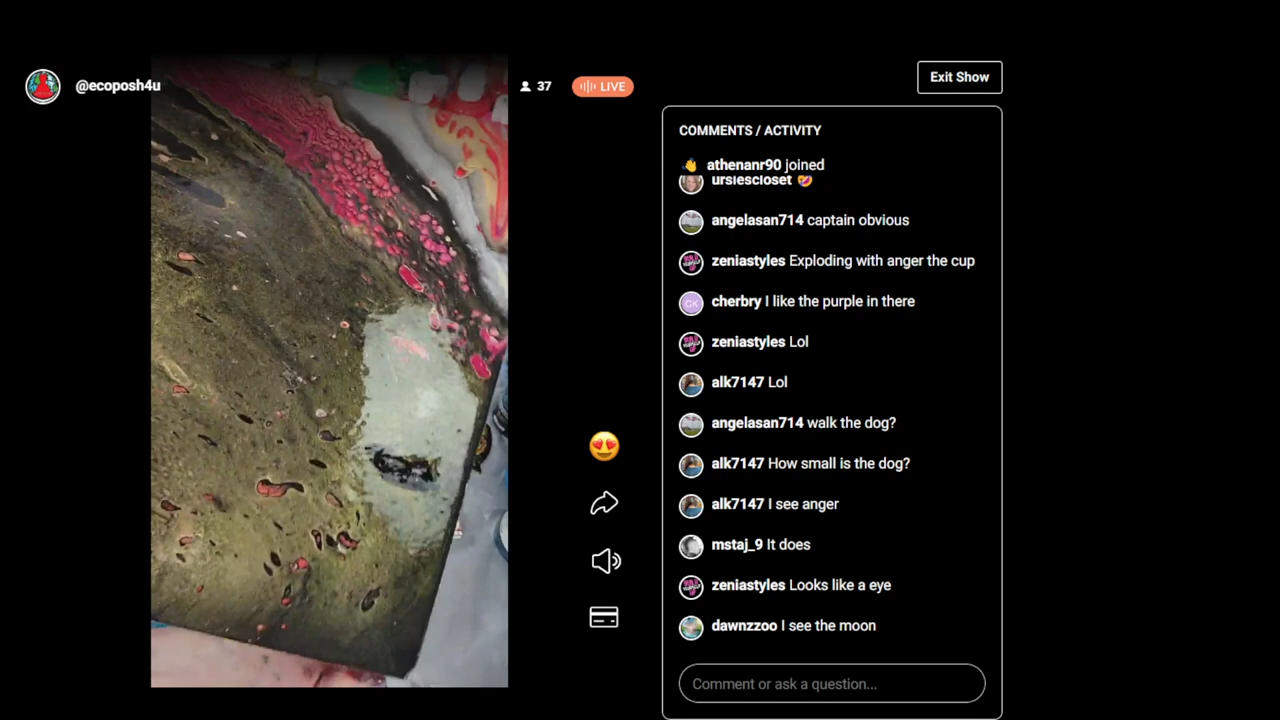 @ecoposh4u
37
LIVE
Exit Show
COMMENTS / ACTIVITY
athenanr90 joined
ursiescloset
angelasan714 captain obvious
zeniastyles Exploding with anger the cup
cherbry I like the purple in there
CK
zeniastyles Lol
alk7147 Lol
angelasan714 walk the dog?
alk7147 How small is the dog?
alk7147 I see anger
mstaj_9 It does
zeniastyles Looks like a eye
dawnzzoo I see the moon
Comment or ask a question...